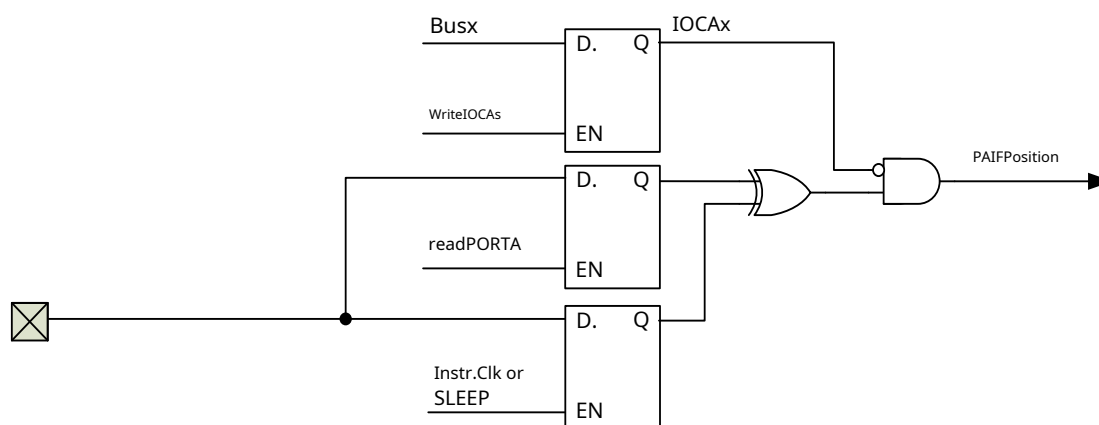 Busx
IOCAx
D. Q
WriteIOCAs
EN
PAIFPosition
D. Q
readPORTA
EN
D. Q
Instr.Clk or
SLEEP
EN